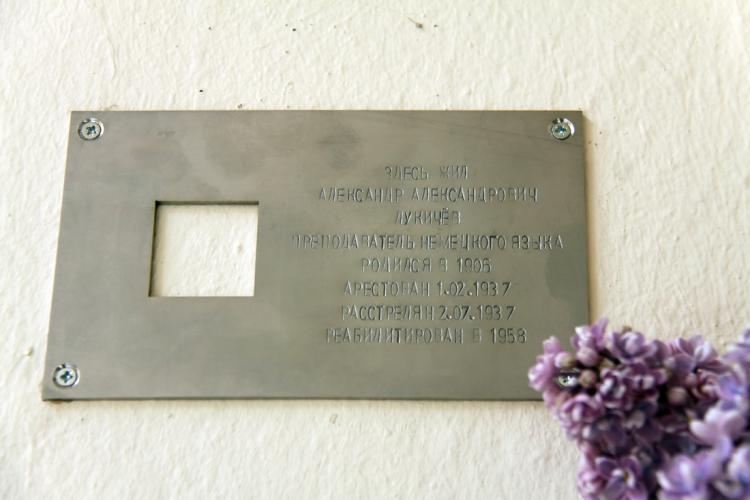 ЗДЕСЬ ЖИЛ
АЛЕКСАНДР АЛЕКСАНДРОВИЧ
ЛУКИЧЁВ
ПРЕПОДАВАТЕЛЬ НЕМЕЦКОГО ЯЗЫКА
РОДИЛСЯ В 1906
АРЕСТОВАН 1.02.1937
РАССТРЕЛЯН 2.07.1937
РЕАБИЛИТИРОВАН В 1958